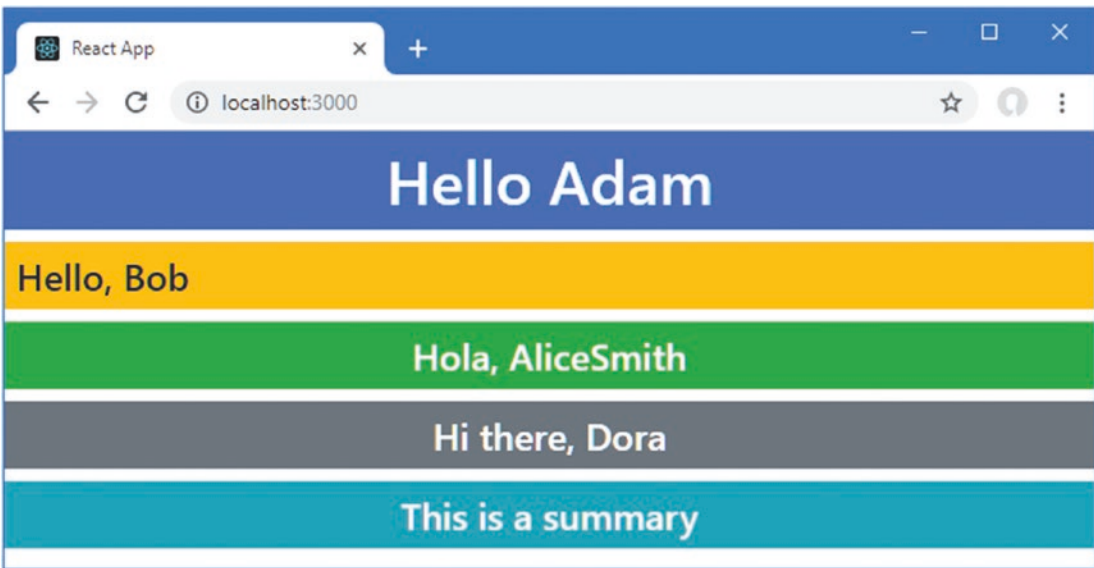 React App
localhost:3000
Hello Adam
Hello, Bob
Hola, AliceSmith
Hi there, Dora
This is a summary